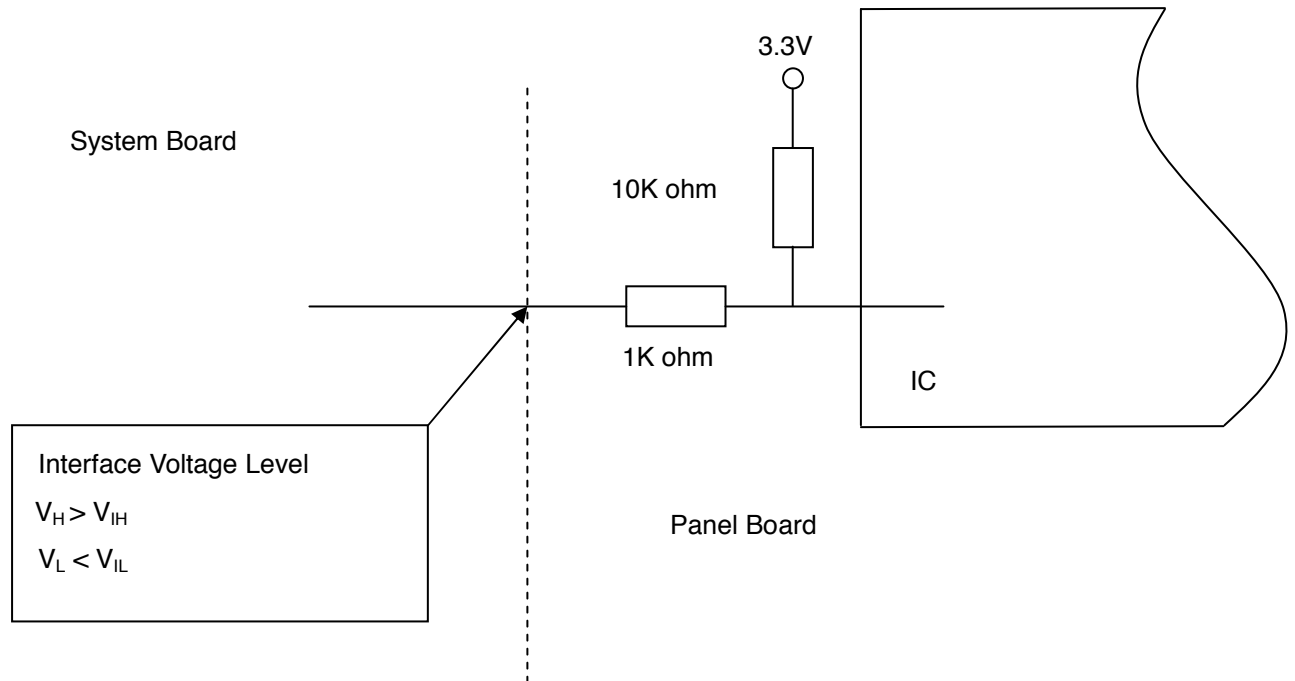 3.3V
System Board
10K ohm
1K ohm
IC
Interface Voltage Level
V_H > V_IH
V_L < V_IL
Panel Board